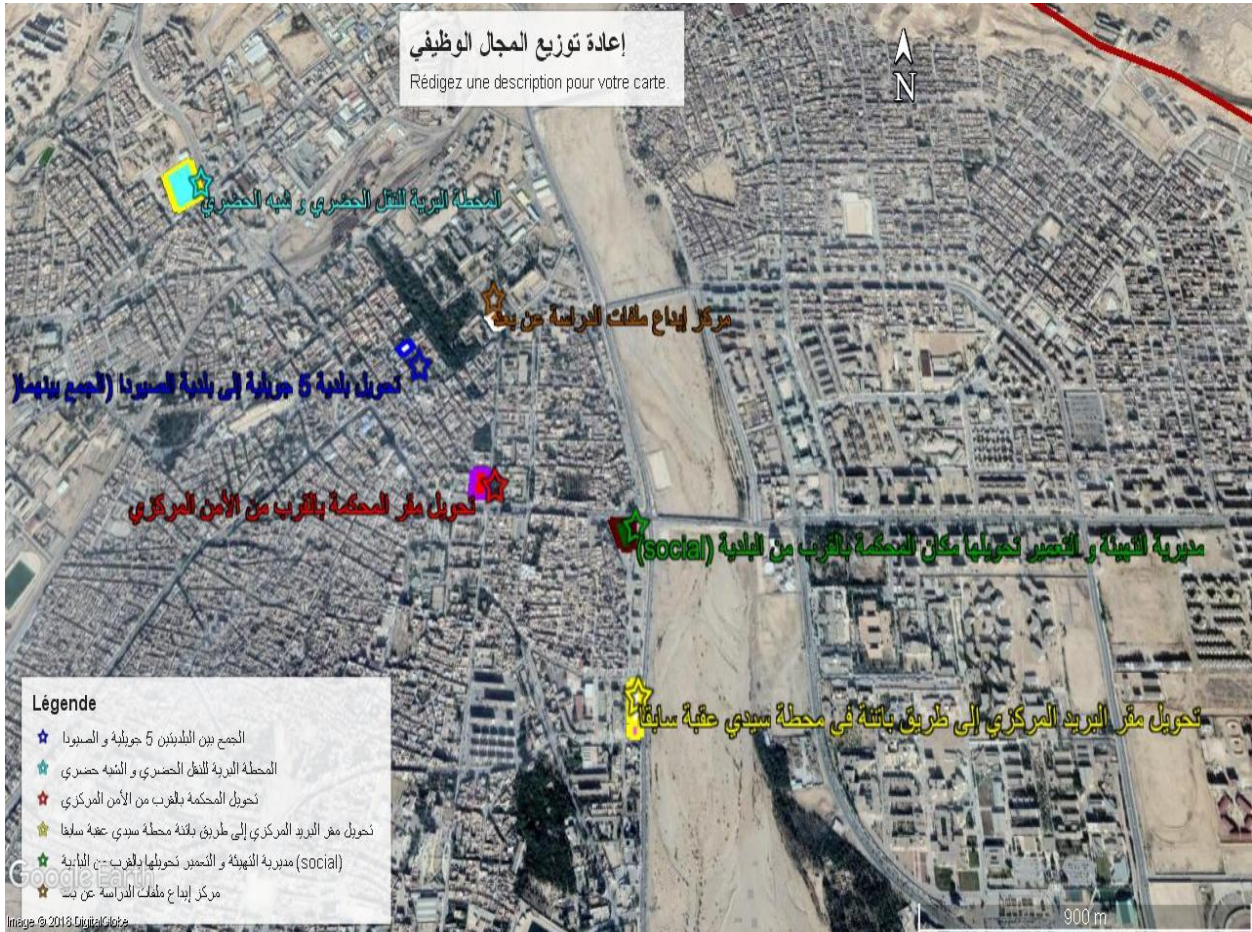 إعادة توزيع المجال الوظيفي
Rédigez une description pour votre carte.
N
المحطة البرية للنقل الحضري و شبه الحضري
مركز إيداع ملفات الدراسة عن بعد
تحويل بلدية 5 جويلية إلى بلدية الصبودا (الجمع بينهما(
تحويل مقر المحكمة بالقرب من الأمن المركزي
مديرية التهيئة و التعمير تحويلها مكان المحكمة بالقرب من البلدية (social)
تحويل مقر البريد المركزي إلى طريق باتنة في محطة سيدي عقبة سابقا
Légende
الجمع بين البلديتين 5 جويلية و الصبودا
المحطة البرية للنقل الحضري و الشبه حضري
تحويل المحكمة بالقرب من الأمن المركزي
تحويل مقر البريد المركزي إلى طريق باتنة محطة سيدي عقبة سابقا
مديرية التهيئة و التعمير تحويلها بالقرب من البلدية (social)
مركز إيداع ملفات الدراسة عن بعد
Google Earth
Image © 2018 DigitalGlobe
900 m